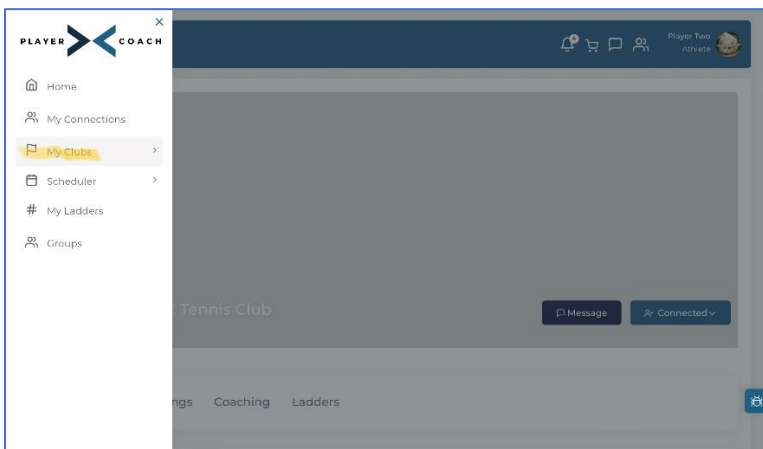 PLAYER COACH
Home
My Connections
My Clubs
Scheduler
My Ladders
Groups
Player Two
Athlete
Tennis Club
Message
Connected
Coaching
Ladders